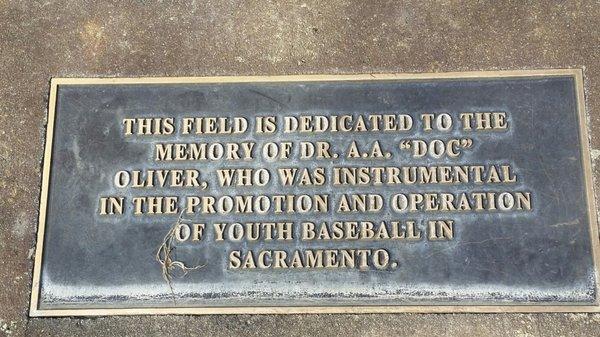 THIS FIELD IS DEDICATED TO THE
MEMORY OF DR. A.A. “DOC”
OLIVER, WHO WAS INSTRUMENTAL
IN THE PROMOTION AND OPERATION
OF YOUTH BASEBALL IN
SACRAMENTO.